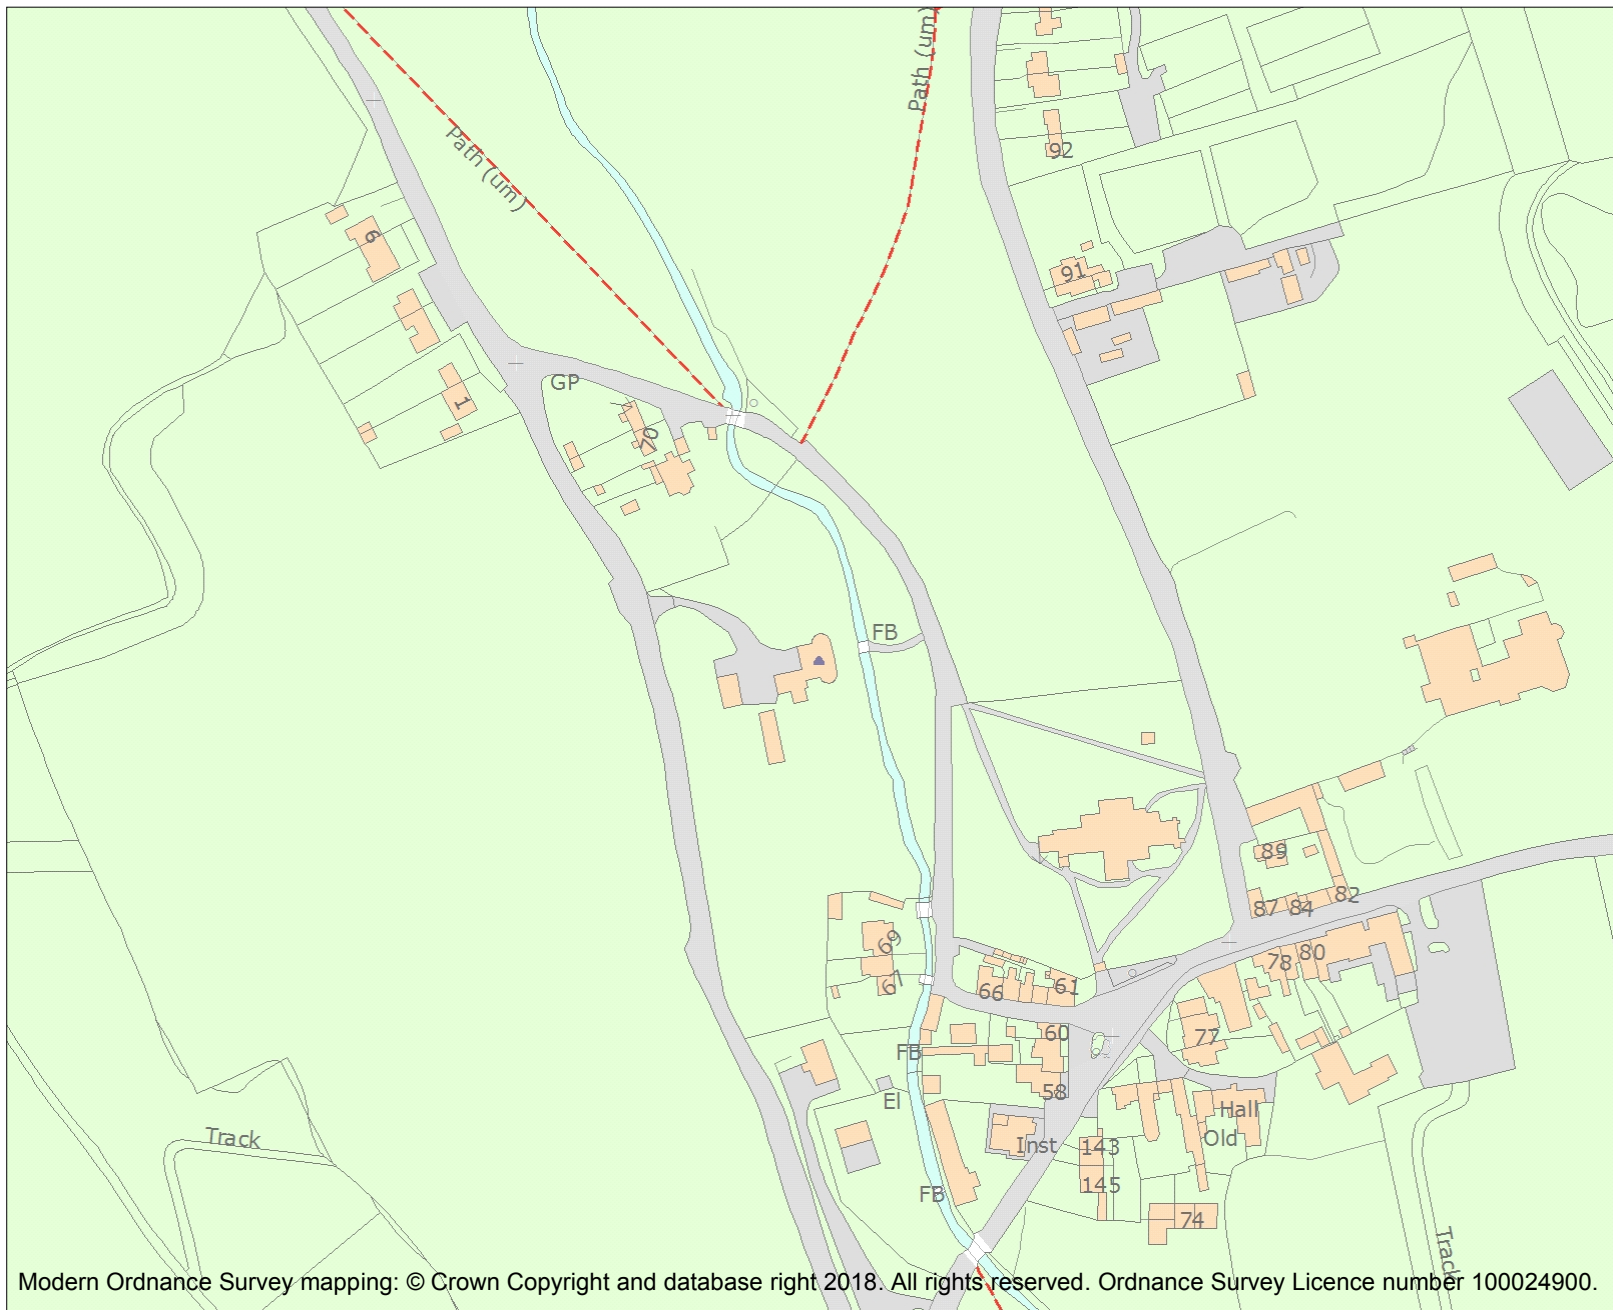 Path (um)
Path (um)
92
6
91
GP
1
70
FB
89
87
84
82
69
67
78
80
66
61
60
77
FB
58
El
Hall
Old
Inst
143
145
Track
FB
74
Track
Modern Ordnance Survey mapping: © Crown Copyright and database right 2018. All rights reserved. Ordnance Survey Licence number 100024900.